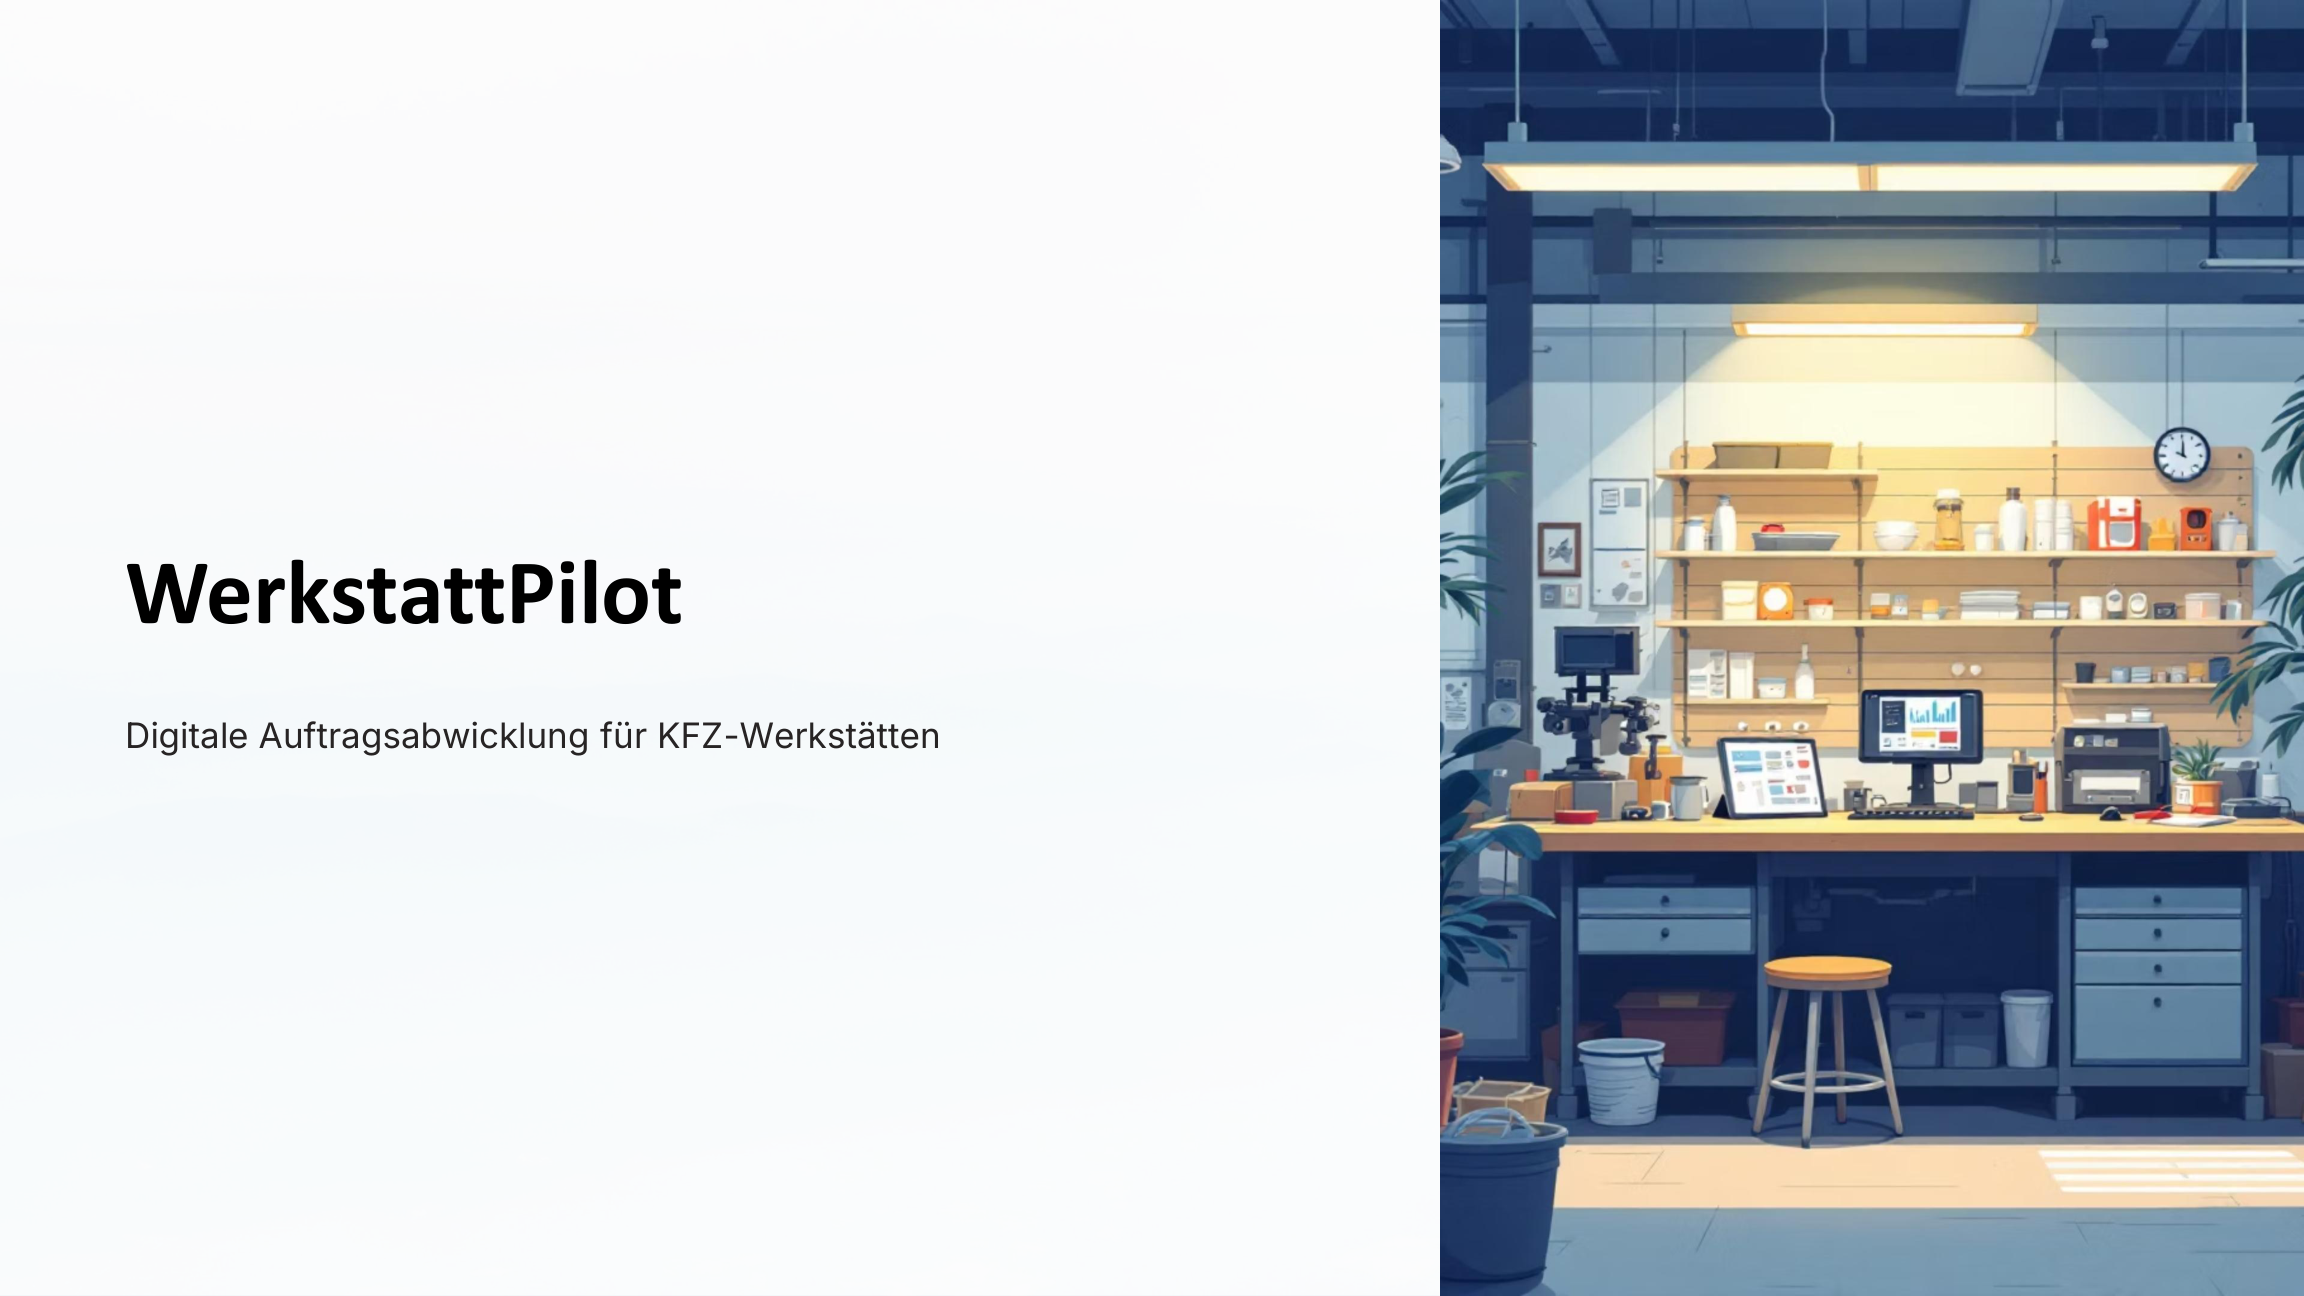 WerkstattPilot
Digitale Auftragsabwicklung für KFZ-Werkstätten